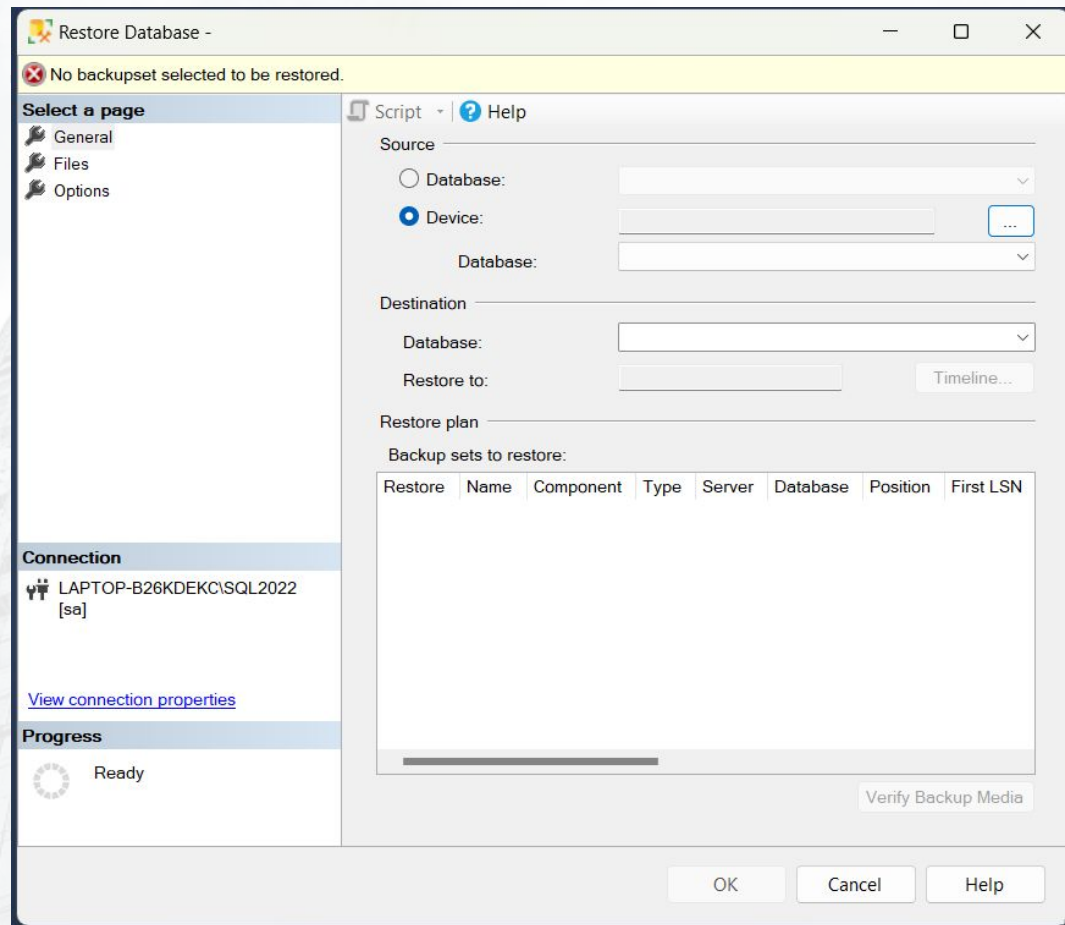 Restore Database -
No backupset selected to be restored.
Select a page
General
Files
Options
Script
Help
Source
Database:
Device:
...
Database:
Destination
Database:
Restore to:
Timeline...
Restore plan
Backup sets to restore:
Restore Name Component Type Server Database Position First LSN
Connection
LAPTOP-B26KDEKC\SQL2022
[sa]
View connection properties
Progress
Ready
Verify Backup Media
OK Cancel Help